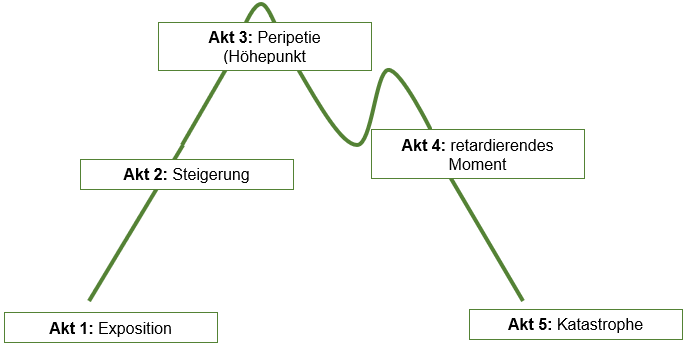 Akt 3: Peripetie
(Höhepunkt
Akt 4: retardierendes
Moment
Akt 2: Steigerung
Akt 1: Exposition
Akt 5: Katastrophe